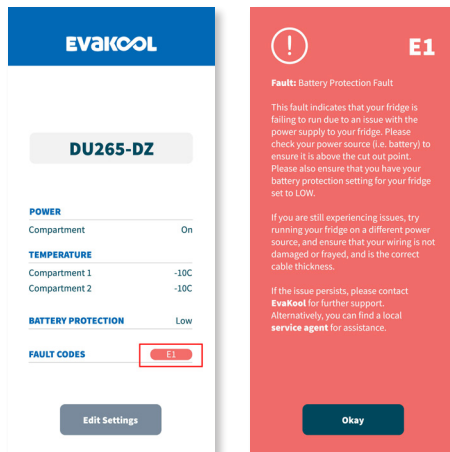 EVaKOOL
DU265-DZ
POWER
Compartment On
TEMPERATURE
Compartment 1 -10C
Compartment 2 -10C
BATTERY PROTECTION Low
FAULT CODES E1
Edit Settings
! E1
Fault: Battery Protection Fault
This fault indicates that your fridge is
failing to run due to an issue with the
power supply to your fridge. Please
check your power source (i.e. battery) to
ensure it is above the cut out point.
Please also ensure that you have your
battery protection setting for your fridge
set to LOW.
If you are still experiencing issues, try
running your fridge on a different power
source, and ensure that your wiring is not
damaged or frayed, and is the correct
cable thickness.
If the issue persists, please contact
EvaKool for further support.
Alternatively, you can find a local
service agent for assistance.
Okay